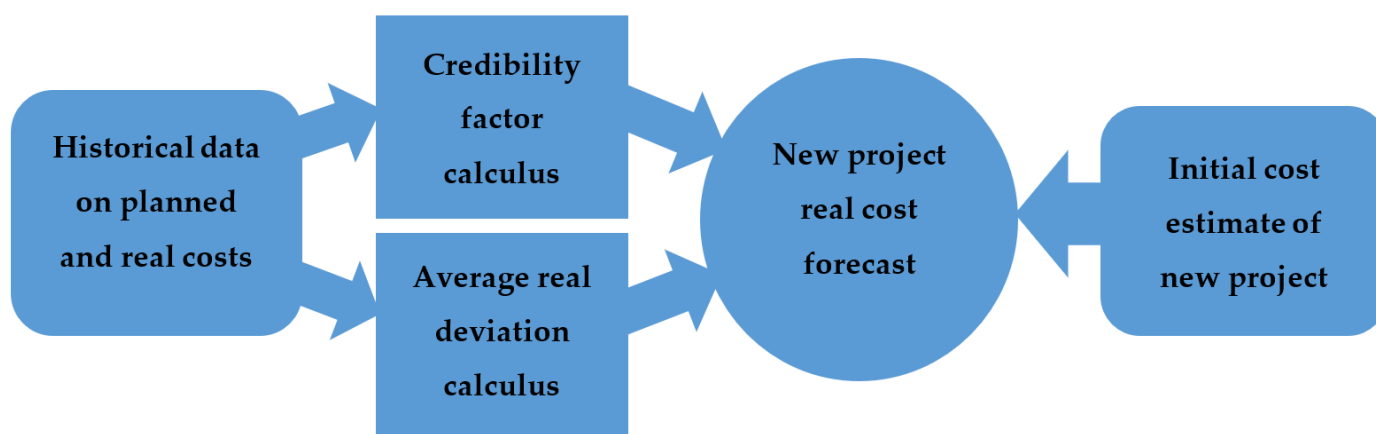 Historical data
on planned
and real costs
Credibility
factor
calculus
Average real
deviation
calculus
New project
real cost
forecast
Initial cost
estimate of
new project